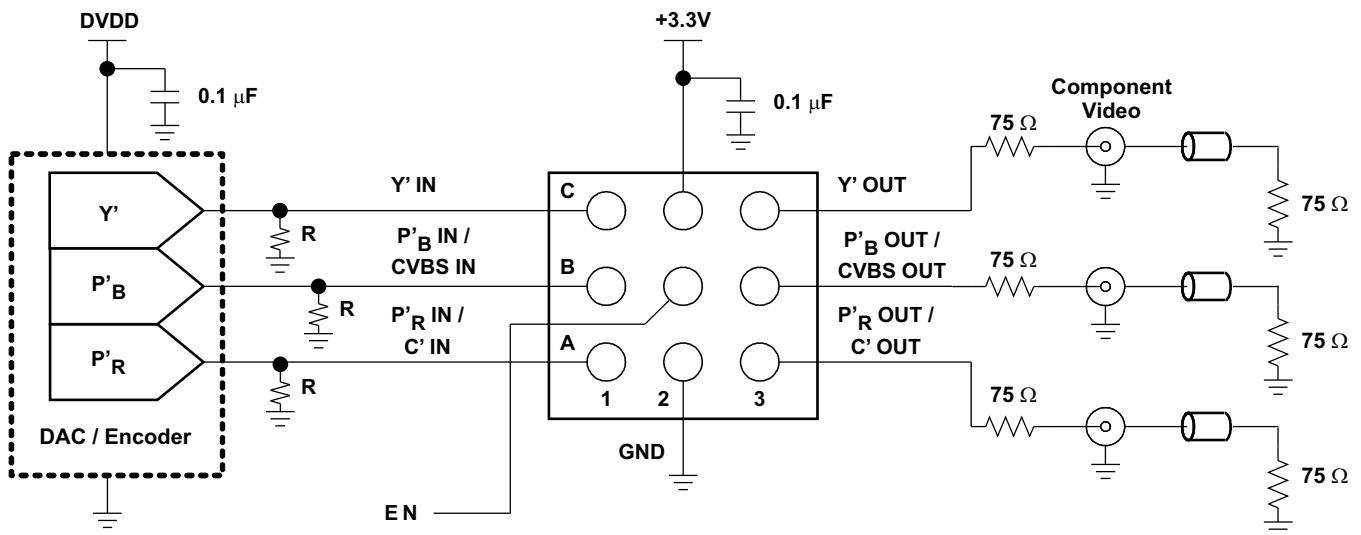 DVDD
+3.3V
0.1 μF
0.1 μF
Component
Video
75 Ω
Y' IN
C
Y' OUT
Y'
R
75 Ω
P'B IN /
CVBS IN
P'B OUT /
CVBS OUT
75 Ω
B
P'B
R
75 Ω
P'R IN /
C' IN
P'R OUT /
C' OUT
A
P'R
R
1
2
3
75 Ω
DAC / Encoder
GND
75 Ω
EN